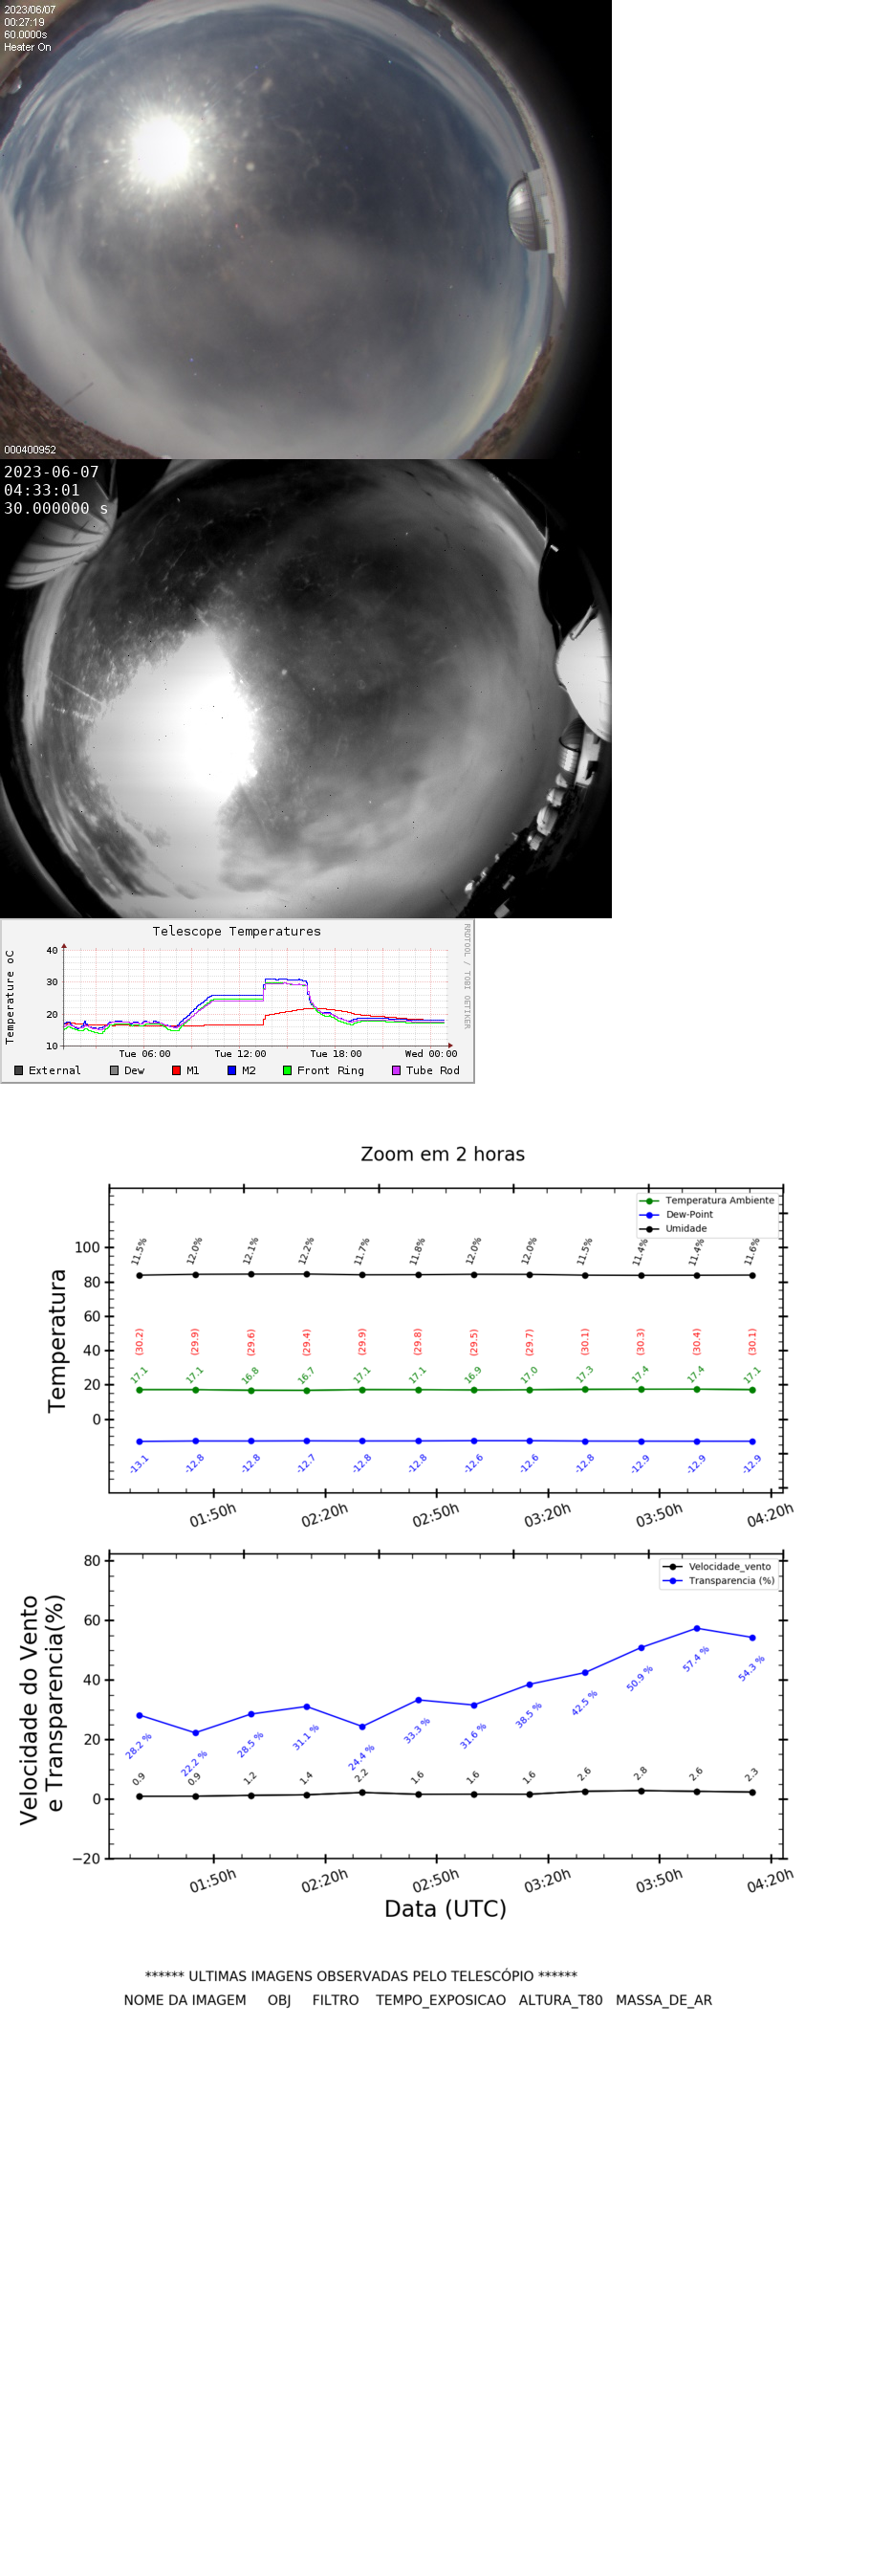 2023/06/07
00:27:19
60.0000s
Heater On
000400952
2023-06-07
04:33:01
30.000000 s
Telescope Temperatures
RRDTOOL / TOBI OETIKER
Temperature oC
40
30
20
10
Tue 06:00 Tue 12:00 Tue 18:00 Wed 00:00
External Dew M1 M2 Front Ring Tube Rod
Zoom em 2 horas
Temperatura
100
80
60
40
20
0
Temperatura Ambiente
Dew-Point
Umidade
11.5% 12.0% 12.1% 12.2% 11.7% 11.8% 12.0% 12.0% 11.5% 11.4% 11.4% 11.6%
(30.2) (29.9) (29.6) (29.4) (29.9) (29.8) (29.5) (29.7) (30.1) (30.3) (30.4) (30.1)
17.1 17.1 16.8 16.7 17.1 17.1 16.9 17.0 17.3 17.4 17.4 17.1
-13.1 -12.8 -12.8 -12.7 -12.8 -12.8 -12.6 -12.6 -12.8 -12.9 -12.9 -12.9
01:50h 02:20h 02:50h 03:20h 03:50h 04:20h
Velocidade do Vento
e Transparencia(%)
80
60
40
20
0
−20
Velocidade_vento
Transparencia (%)
28.2 % 22.2 % 28.5 % 31.1 % 24.4 % 33.3 % 31.6 % 38.5 % 42.5 % 50.9 % 57.4 % 54.3 %
0.9 0.9 1.2 1.4 2.2 1.6 1.6 1.6 2.6 2.8 2.6 2.3
01:50h 02:20h 02:50h 03:20h 03:50h 04:20h
Data (UTC)
****** ULTIMAS IMAGENS OBSERVADAS PELO TELESCÓPIO ******
NOME DA IMAGEM OBJ FILTRO TEMPO_EXPOSICAO ALTURA_T80 MASSA_DE_AR